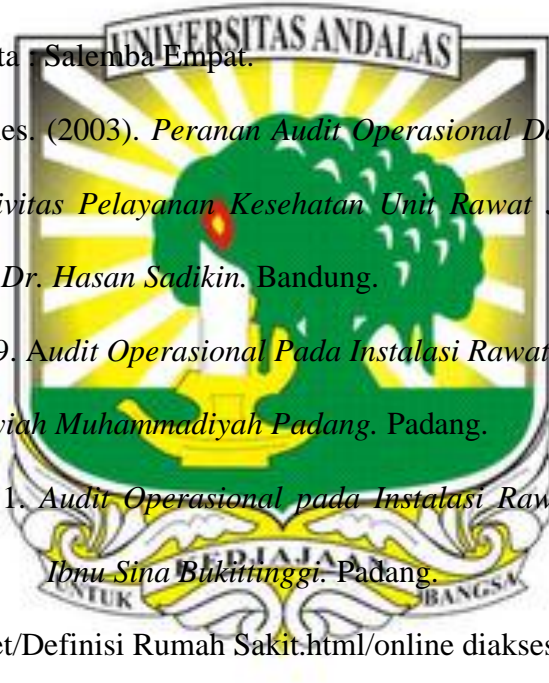 UNIVERSITAS ANDALAS
ta : Salemba Empat.
es. (2003). Peranan Audit Operasional D
ivitas Pelayanan Kesehatan Unit Rawat
Dr. Hasan Sadikin. Bandung.
9. Audit Operasional Pada Instalasi Rawat
yiah Muhammadiyah Padang. Padang.
1. Audit Operasional pada Instalasi Raw
Ibnu Sina Bukittinggi. Padang.
KEDJAJAAN
UNTUK BANGSA
et/Definisi Rumah Sakit.html/online diakses